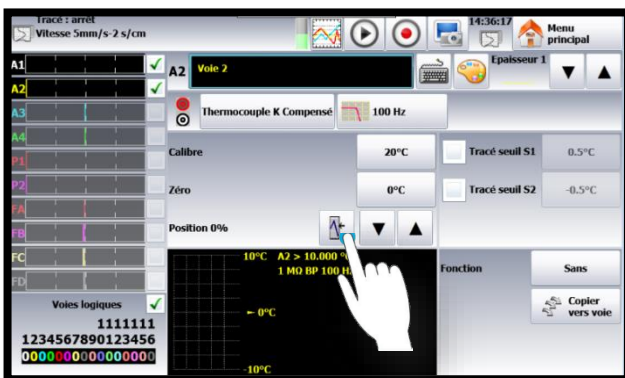 Tracé : arrêt
Vitesse 5mm/s-2 s/cm
14:36:17
Menu
principal
A1
A2
A3
A4
P1
P2
FA
FB
FC
FD
Voies logiques
1111111
1234567890123456
0000000000000000
A2
Voie 2
Epaisseur 1
Thermocouple K Compensé
100 Hz
Calibre
20°C
Tracé seuil S1
0.5°C
Zéro
0°C
Tracé seuil S2
-0.5°C
Position 0%
10°C
A2 > 10.000
1 MΩ BP 100
0°C
-10°C
Fonction
Sans
Copier
vers voie